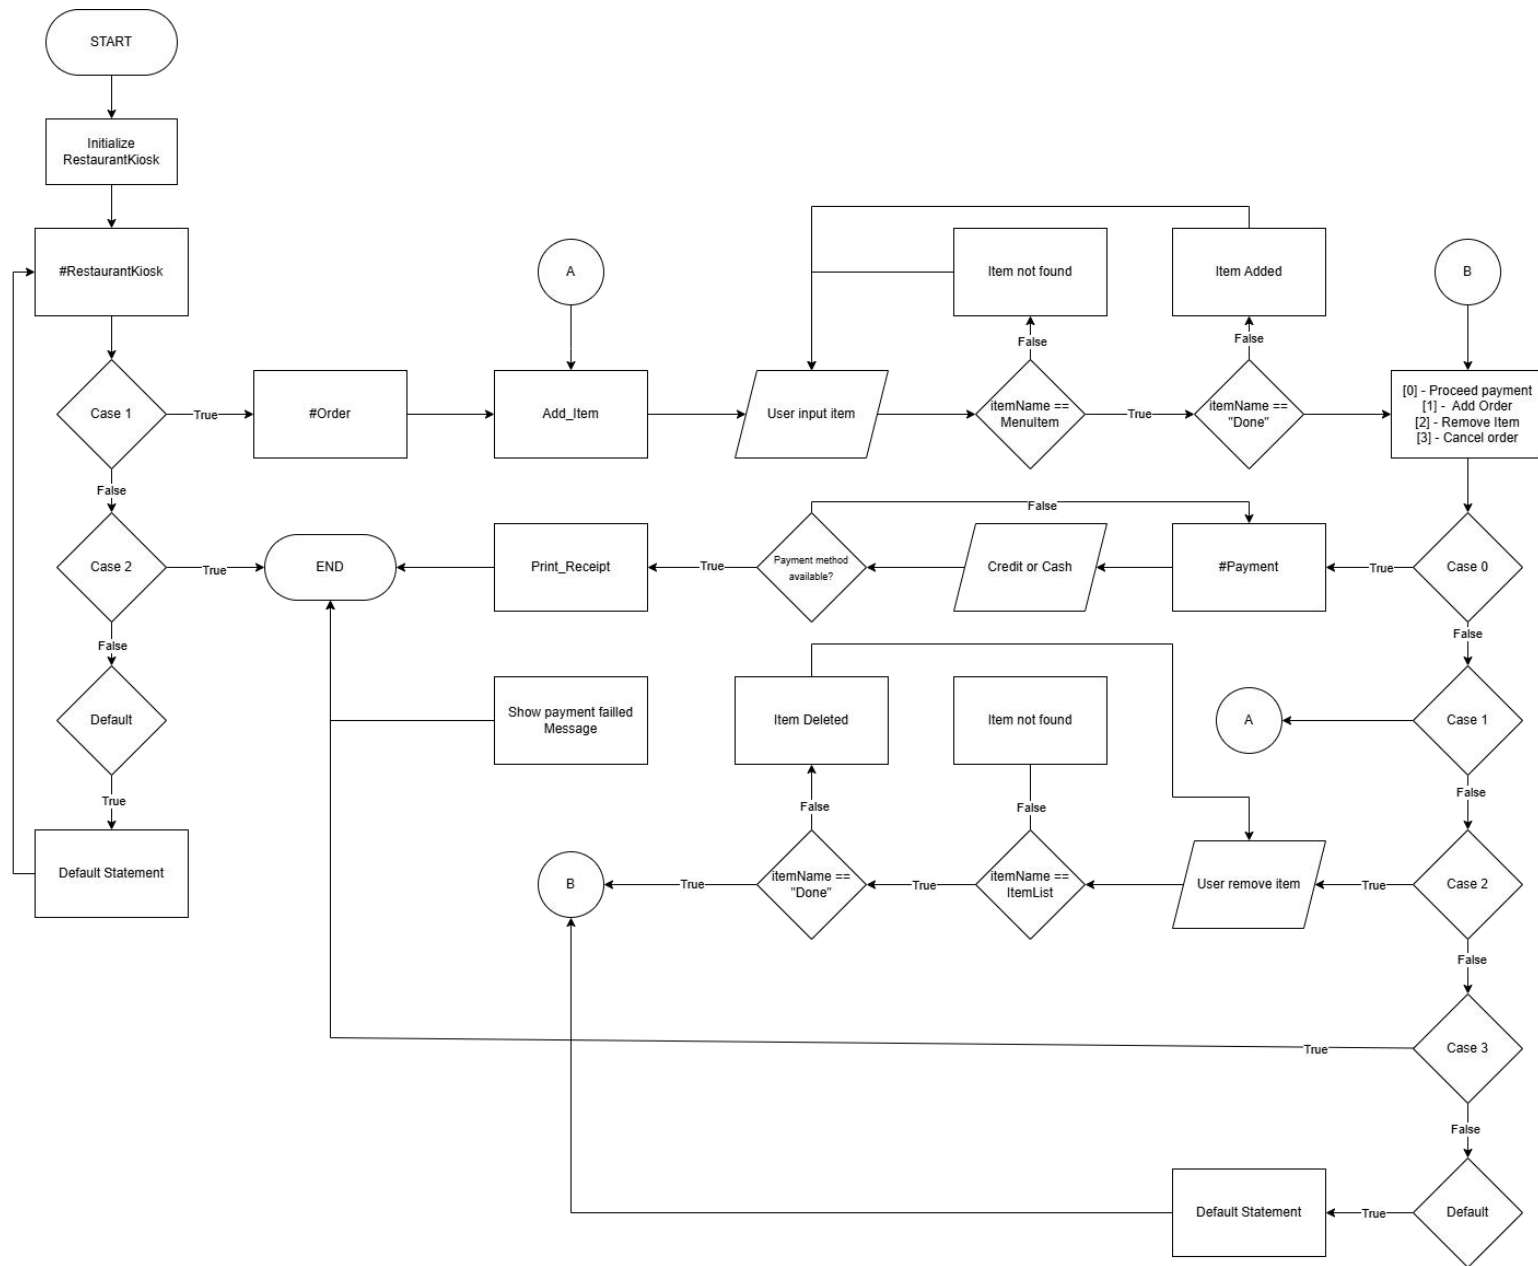 START
Initialize
RestaurantKiosk
#RestaurantKiosk
A
Item not found
Item Added
B
Case 1
True
#Order
Add_Item
User input item
False
itemName ==
MenuItem
True
False
itemName ==
"Done"
[0] - Proceed payment
[1] - Add Order
[2] - Remove Item
[3] - Cancel order
False
Case 2
True
END
Print_Receipt
True
Payment method
available?
False
Credit or Cash
#Payment
True
Case 0
False
False
Default
Show payment failled
Message
Item Deleted
Item not found
A
Case 1
True
False
False
False
Default Statement
B
True
itemName ==
"Done"
True
itemName ==
ItemList
User remove item
True
Case 2
False
True
Case 3
False
Default Statement
True
Default